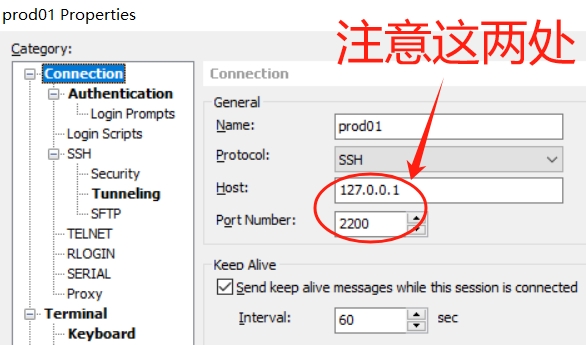 prod01 Properties
注意这两处
Category:
Connection
Authentication
Login Prompts
Login Scripts
SSH
Security
Tunneling
SFTP
TELNET
RLOGIN
SERIAL
Proxy
Terminal
Keyboard
Connection
General
Name:
prod01
Protocol:
SSH
Host:
127.0.0.1
Port Number:
2200
Keep Alive
Send keep alive messages while this session is connected
Interval:
60
sec